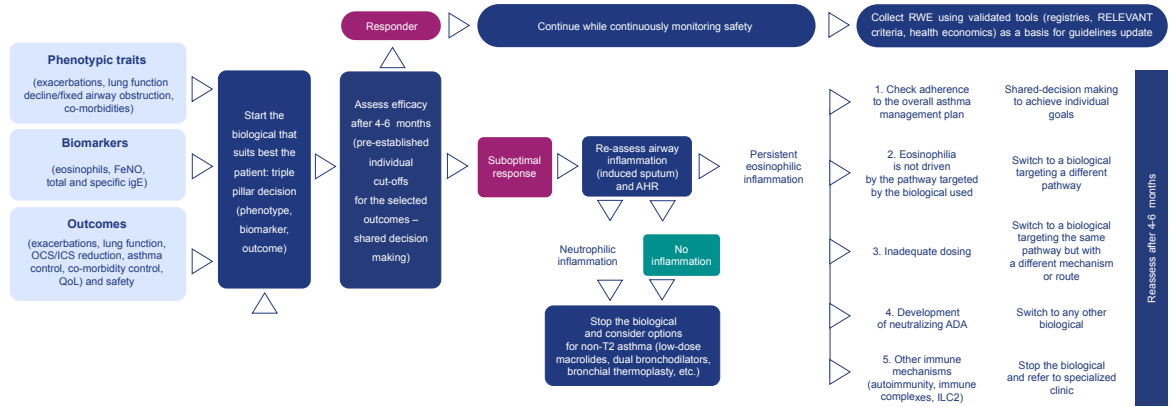 Phenotypic traits
(exacerbations, lung function
decline/fixed airway obstruction,
co-morbidities)
Biomarkers
(eosinophils, FeNO,
total and specific igE)
Outcomes
(exacerbations, lung function,
OCS/ICS reduction, asthma
control, co-morbidity control,
QoL) and safety
Start the
biological that
suits best the
patient: triple
pillar decision
(phenotype,
biomarker,
outcome)
Responder
Assess efficacy
after 4-6 months
(pre-established
individual
cut-offs
for the selected
outcomes –
shared decision
making)
Continue while continuously monitoring safety
Collect RWE using validated tools (registries, RELEVANT
criteria, health economics) as a basis for guidelines update
Suboptimal
response
Re-assess airway
inflammation
(induced sputum)
and AHR
Neutrophilic
inflammation
No
inflammation
Stop the biological
and consider options
for non-T2 asthma (low-dose
macrolides, dual bronchodilators,
bronchial thermoplasty, etc.)
Persistent
eosinophilic
inflammation
1. Check adherence
to the overall asthma
management plan
Shared-decision making
to achieve individual
goals
2. Eosinophilia
is not driven
by the pathway targeted
by the biological used
Switch to a biological
targeting a different
pathway
3. Inadequate dosing
Switch to a biological
targeting the same
pathway but with
a different mechanism
or route
4. Development
of neutralizing ADA
Switch to any other
biological
5. Other immune
mechanisms
(autoimmunity, immune
complexes, ILC2)
Stop the biological
and refer to specialized
clinic
Reassess after 4-6 months